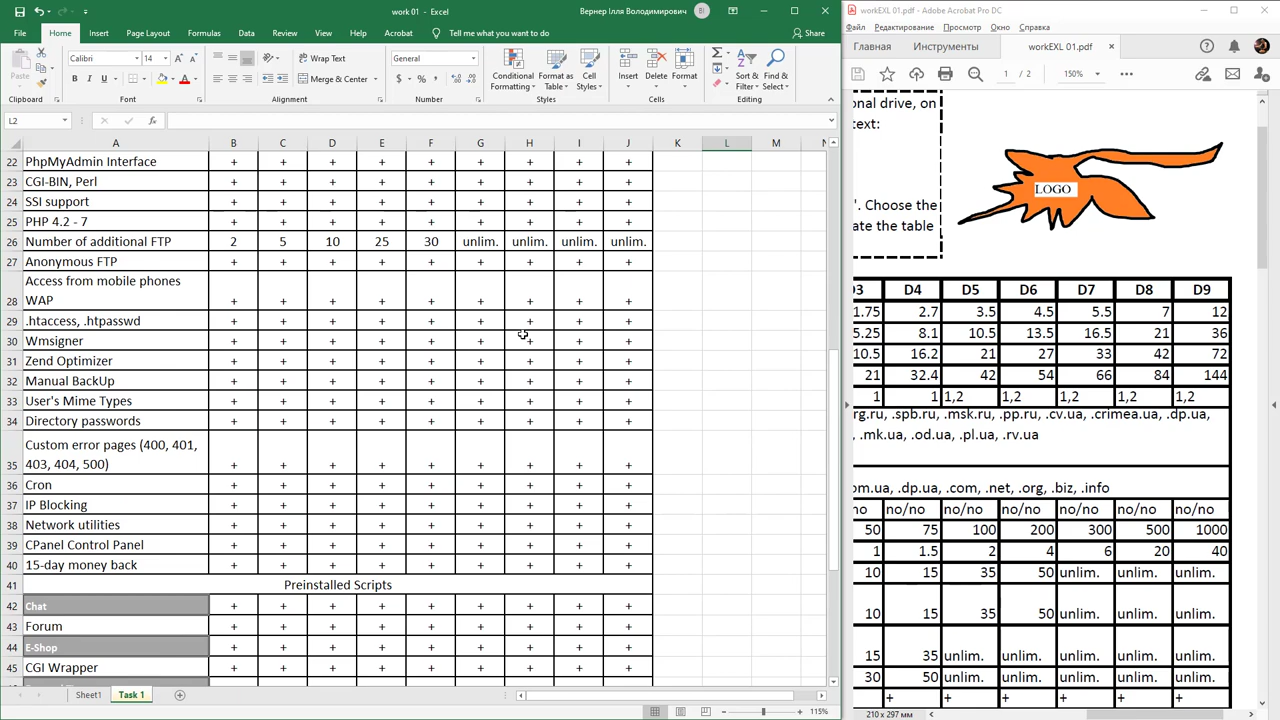 work 01 - Excel
Вернер Ілля Володимирович
ВІ
workEXL 01.pdf - Adobe Acrobat Pro DC
File Home Insert Page Layout Formulas Data Review View Help Acrobat Tell me what you want to do Share
Файл Редактирование Просмотр Окно Справка
Главная Инструменты workEXL 01.pdf
Paste
Calibri 14
B I U
Wrap Text
Merge & Center
General
$ % ,
Conditional Formatting
Format as Table
Cell Styles
Insert Delete Format
Sort & Filter
Find & Select
Clipboard Font Alignment Number Styles Cells Editing
1 / 2 150%
L2 fx
A B C D E F G H I J K L M N
22 PhpMyAdmin Interface + + + + + + + + +
23 CGI-BIN, Perl + + + + + + + + +
24 SSI support + + + + + + + + +
25 PHP 4.2 - 7 + + + + + + + + +
26 Number of additional FTP 2 5 10 25 30 unlim. unlim. unlim. unlim.
27 Anonymous FTP + + + + + + + + +
Access from mobile phones
28 WAP + + + + + + + + +
29 .htaccess, .htpasswd + + + + + + + + +
30 Wmsigner + + + + + + + + +
31 Zend Optimizer + + + + + + + + +
32 Manual BackUp + + + + + + + + +
33 User's Mime Types + + + + + + + + +
34 Directory passwords + + + + + + + + +
Custom error pages (400, 401,
35 403, 404, 500) + + + + + + + + +
36 Cron + + + + + + + + +
37 IP Blocking + + + + + + + + +
38 Network utilities + + + + + + + + +
39 CPanel Control Panel + + + + + + + + +
40 15-day money back + + + + + + + + +
41 Preinstalled Scripts
42 Chat + + + + + + + + +
43 Forum + + + + + + + + +
44 E-Shop + + + + + + + + +
45 CGI Wrapper + + + + + + + + +
Sheet1 Task 1
115%
onal drive, on
text:
". Choose the
ate the table
LOGO
D3 D4 D5 D6 D7 D8 D9
1.75 2.7 3.5 4.5 5.5 7 12
5.25 8.1 10.5 13.5 16.5 21 36
10.5 16.2 21 27 33 42 72
21 32.4 42 54 66 84 144
1 1 1,2 1,2 1,2 1,2 1,2
rg.ru, .spb.ru, .msk.ru, .pp.ru, .cv.ua, .crimea.ua, .dp.ua,
, .mk.ua, .od.ua, .pl.ua, .rv.ua
om.ua, .dp.ua, .com, .net, .org, .biz, .info
no no/no no/no no/no no/no no/no no/no
50 75 100 200 300 500 1000
1 1.5 2 4 6 20 40
10 15 35 50 unlim. unlim. unlim.
10 15 35 50 unlim. unlim. unlim.
15 35 unlim. unlim. unlim. unlim. unlim.
30 50 unlim. unlim. unlim. unlim. unlim.
+ + + + + +
210 x 297 мм